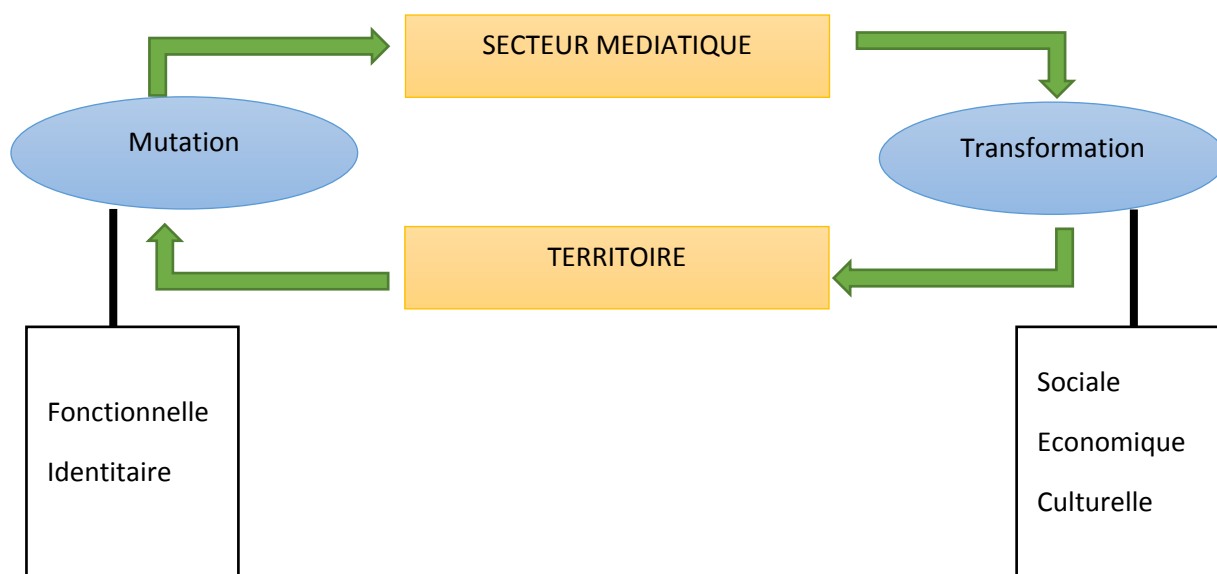 SECTEUR MEDIATIQUE
Mutation
Transformation
TERRITOIRE
Fonctionnelle
Identitaire
Sociale
Economique
Culturelle